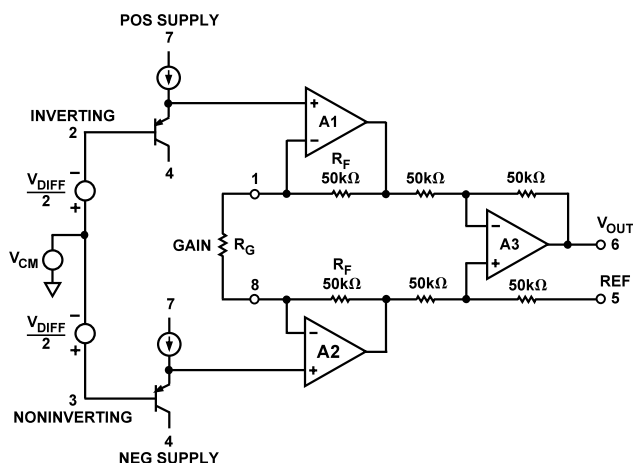 POS SUPPLY
7
INVERTING
2
4
+
A1
−
1
R_F
50kΩ
50kΩ
50kΩ
−
V_DIFF
2
+
GAIN
R_G
V_CM
−
A3
+
V_OUT
6
8
R_F
50kΩ
50kΩ
50kΩ
REF
5
−
V_DIFF
2
+
7
−
A2
+
3
NONINVERTING
4
NEG SUPPLY